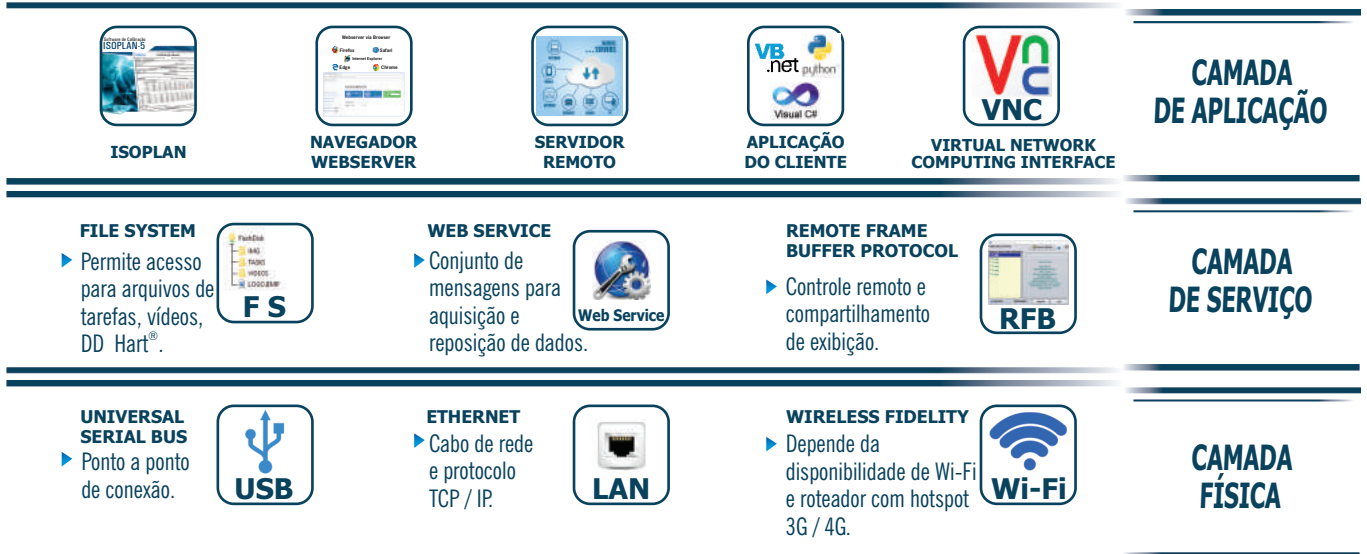 Software de Calibração
ISOPLAN-5
ISOPLAN
Webserver via Browser
Firefox
Safari
Internet Explorer
Edge
Chrome
NAVEGADOR
WEBSERVER
SERVIDOR
REMOTO
VB
.net
python
Visual C#
APLICAÇÃO
DO CLIENTE
VNC
VNC
VIRTUAL NETWORK
COMPUTING INTERFACE
CAMADA
DE APLICAÇÃO
FILE SYSTEM
Permite acesso
para arquivos de
tarefas, vídeos,
DD Hart®.
FlashDisk
TASKS
VIDEOS
LOGO.BMP
F S
WEB SERVICE
Conjunto de
mensagens para
aquisição e
reposição de dados.
Web Service
REMOTE FRAME
BUFFER PROTOCOL
Controle remoto e
compartilhamento
de exibição.
RFB
CAMADA
DE SERVIÇO
UNIVERSAL
SERIAL BUS
Ponto a ponto
de conexão.
USB
ETHERNET
Cabo de rede
e protocolo
TCP / IP.
LAN
WIRELESS FIDELITY
Depende da
disponibilidade de Wi-Fi
e roteador com hotspot
3G / 4G.
Wi-Fi
CAMADA
FÍSICA